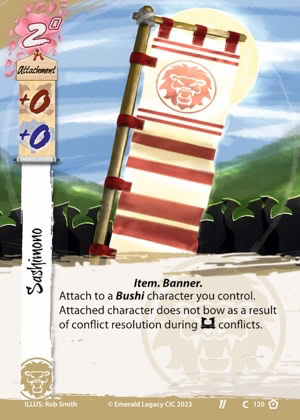 2
0
Attachment
+0
+0
Sashimono
Item. Banner.
Attach to a Bushi character you control.
Attached character does not bow as a result
of conflict resolution during conflicts.
ILLUS: Rob Smith
© Emerald Legacy CIC 2023
C 120